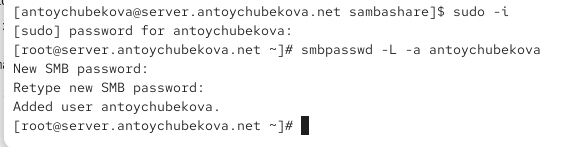 [antoychubekova@server.antoychubekova.net sambashare]$ sudo -i
[sudo] password for antoychubekova:
[root@server.antoychubekova.net ~]# smbpasswd -L -a antoychubekova
New SMB password:
Retype new SMB password:
Added user antoychubekova.
[root@server.antoychubekova.net ~]#